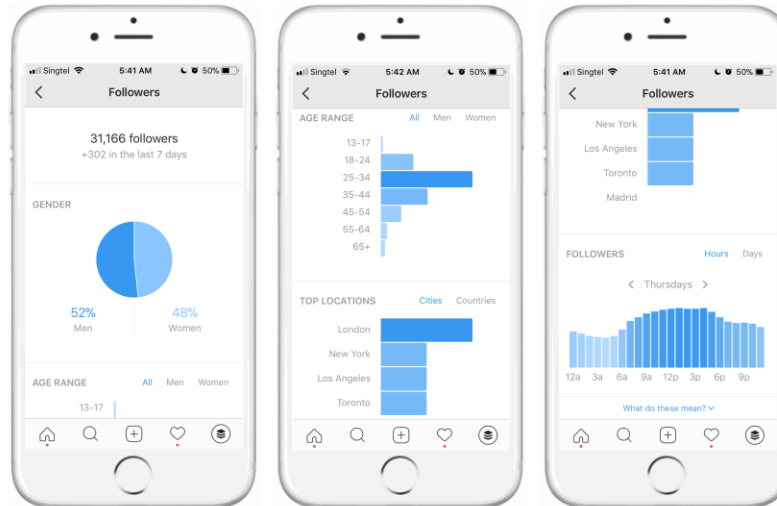 Singtel 5:41 AM 50%
Followers
31,166 followers
+302 in the last 7 days
GENDER
52%
Men
48%
Women
AGE RANGE All Men Women
13-17
Singtel 5:42 AM 50%
Followers
AGE RANGE All Men Women
13-17
18-24
25-34
35-44
45-54
55-64
65+
TOP LOCATIONS Cities Countries
London
New York
Los Angeles
Toronto
Singtel 5:41 AM 50%
Followers
New York
Los Angeles
Toronto
Madrid
FOLLOWERS Hours Days
Thursdays
12a 3a 6a 9a 12p 3p 6p 9p
What do these mean?